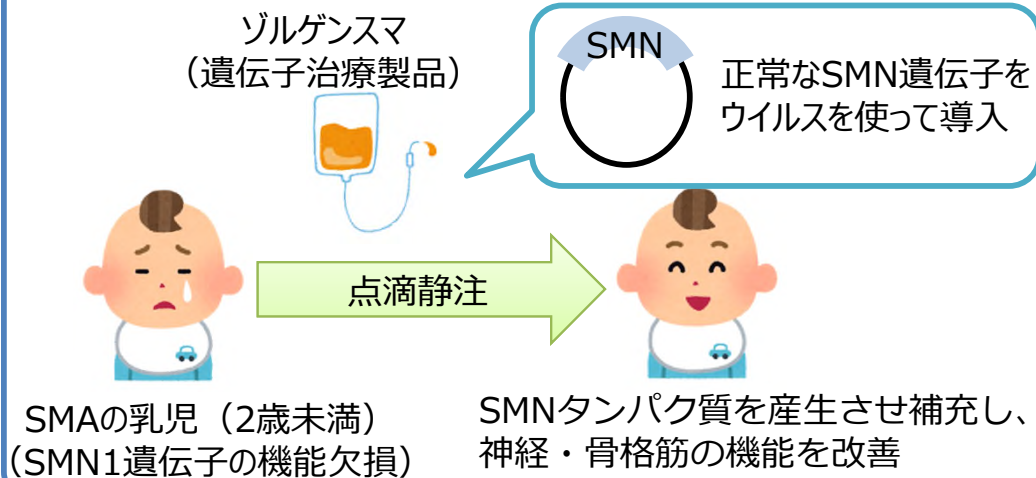 ゾルゲンスマ
（遺伝子治療製品）
SMN
正常なSMN遺伝子を
ウイルスを使って導入
点滴静注
SMAの乳児（2歳未満）
（SMN1遺伝子の機能欠損）
SMNタンパク質を産生させ補充し、
神経・骨格筋の機能を改善